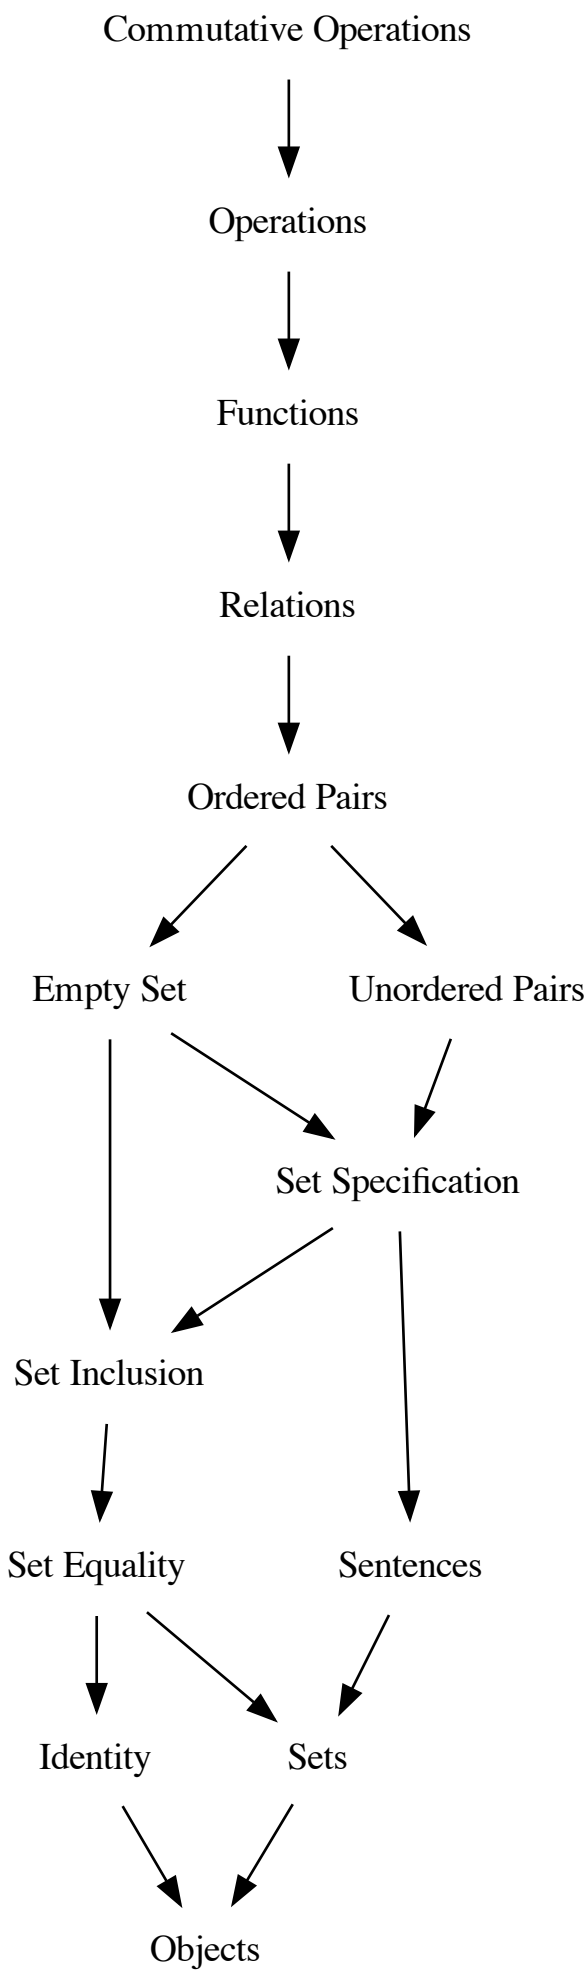 Commutative Operations
Operations
Functions
Relations
Ordered Pairs
Empty Set
Unordered Pairs
Set Specification
Set Inclusion
Set Equality
Sentences
Identity
Sets
Objects